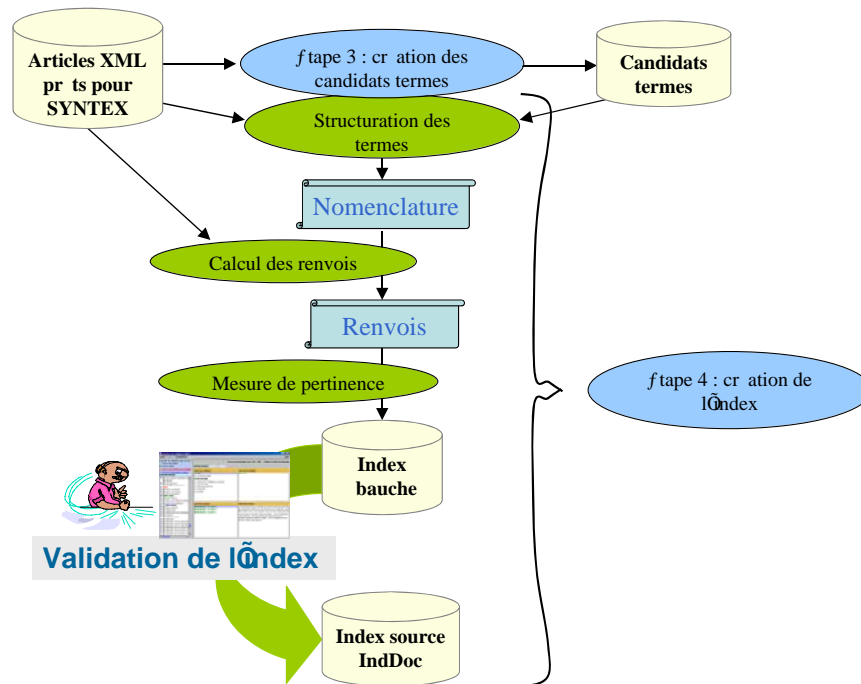 Articles XML
pr ts pour
SYNTEX
ƒtape 3 : cr ation des
candidats termes
Candidats
termes
Structuration des
termes
Nomenclature
Calcul des renvois
Renvois
Mesure de pertinence
ƒtape 4 : cr ation de
lÕindex
Index
bauche
Validation de lÕindex
Index source
IndDoc